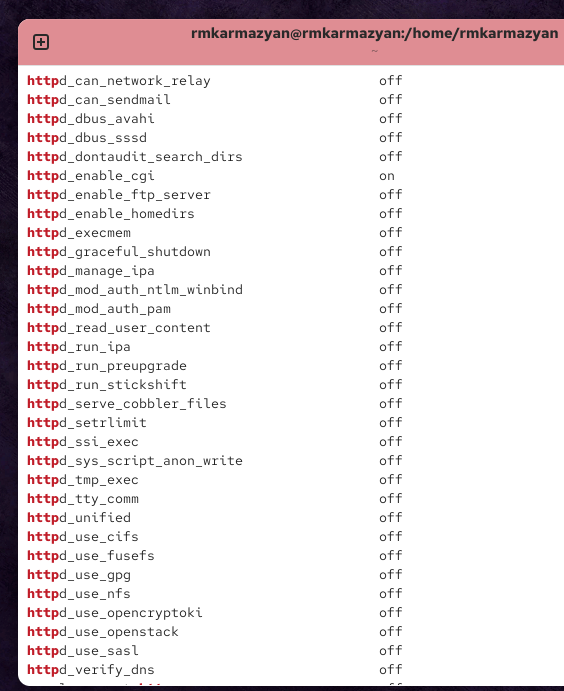 rmkarmazyan@rmkarmazyan:/home/rmkarmazyan
~
httpd_can_network_relay off
httpd_can_sendmail off
httpd_dbus_avahi off
httpd_dbus_sssd off
httpd_dontaudit_search_dirs off
httpd_enable_cgi on
httpd_enable_ftp_server off
httpd_enable_homedirs off
httpd_execmem off
httpd_graceful_shutdown off
httpd_manage_ipa off
httpd_mod_auth_ntlm_winbind off
httpd_mod_auth_pam off
httpd_read_user_content off
httpd_run_ipa off
httpd_run_preupgrade off
httpd_run_stickshift off
httpd_serve_cobbler_files off
httpd_setrlimit off
httpd_ssi_exec off
httpd_sys_script_anon_write off
httpd_tmp_exec off
httpd_tty_comm off
httpd_unified off
httpd_use_cifs off
httpd_use_fusefs off
httpd_use_gpg off
httpd_use_nfs off
httpd_use_opencryptoki off
httpd_use_openstack off
httpd_use_sasl off
httpd_verify_dns off